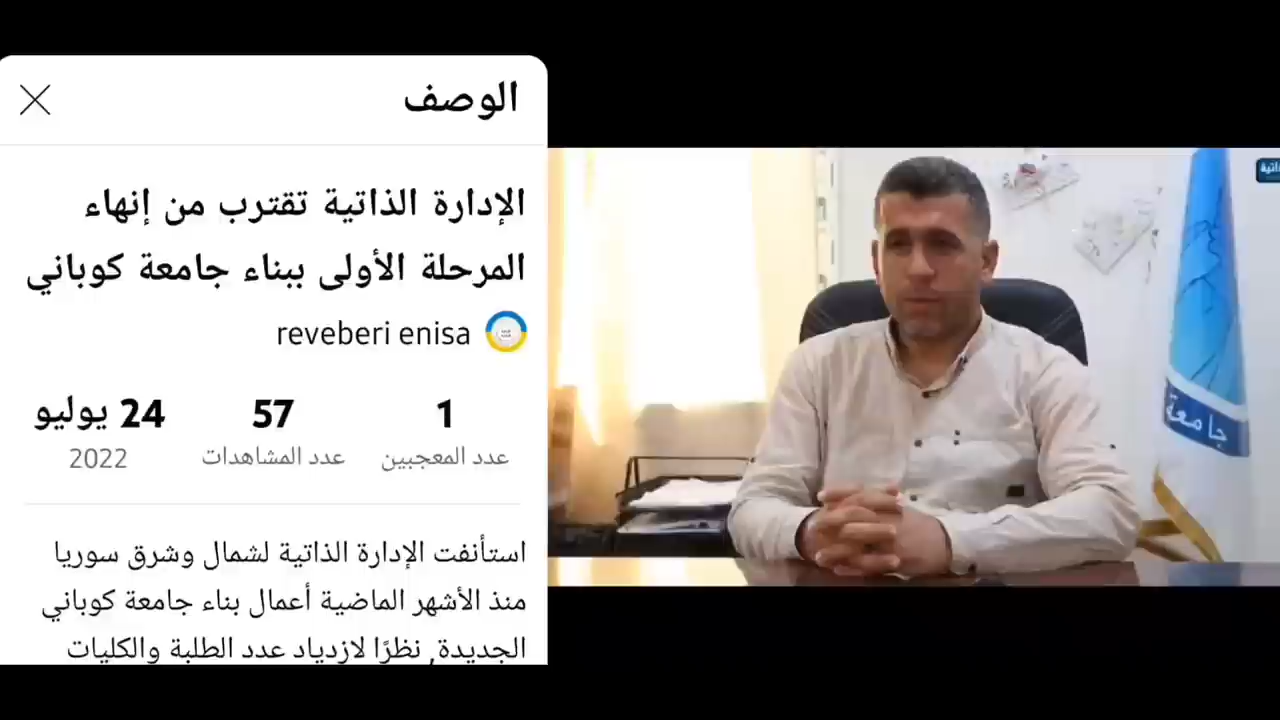 الوصف
الإدارة الذاتية تقترب من إنهاء
المرحلة الأولى ببناء جامعة كوباني
reveberi enisa
1
57
24 يوليو
عدد المعجبين
عدد المشاهدات
2022
استأنفت الإدارة الذاتية لشمال وشرق سوريا
منذ الأشهر الماضية أعمال بناء جامعة كوباني
الجديدة, نظرًا لازدياد عدد الطلبة والكليات
جامعة